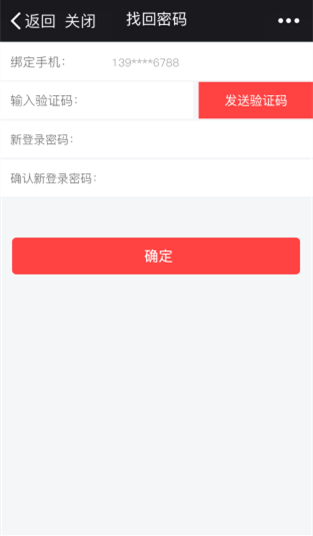 返回 关闭 找回密码 •••
绑定手机： 139****6788
输入验证码： 发送验证码
新登录密码：
确认新登录密码：
确定